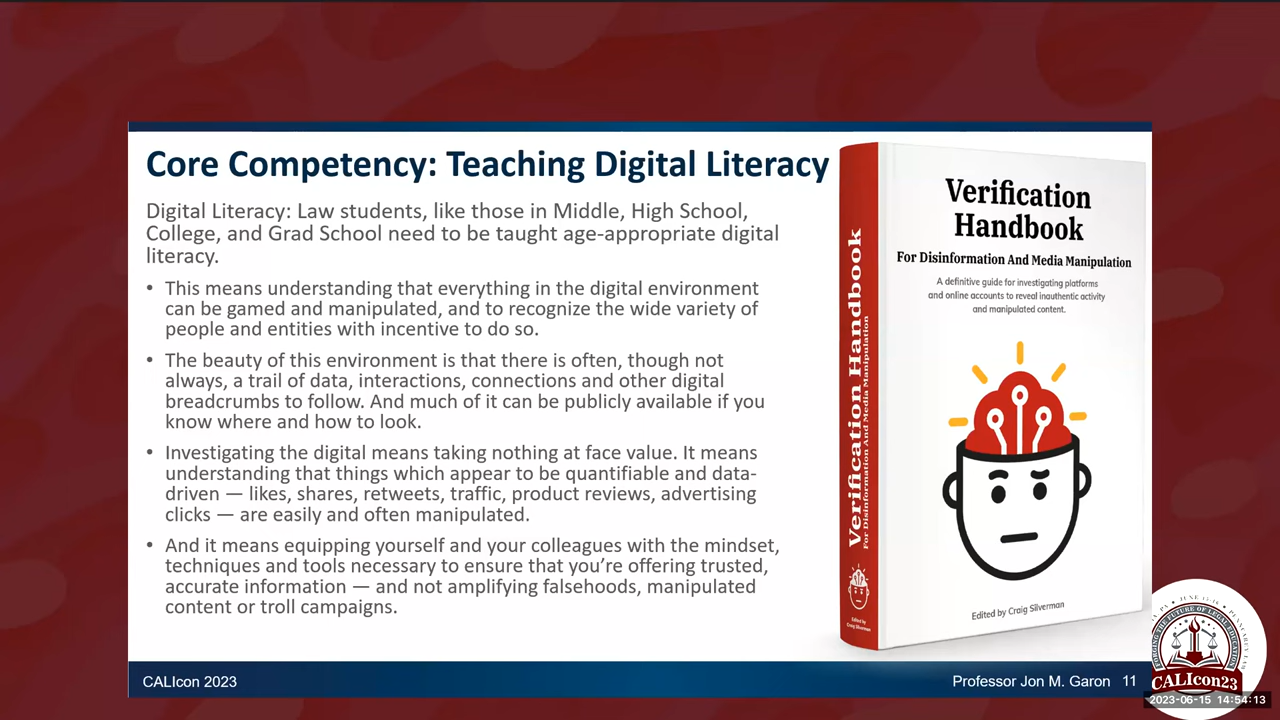 Core Competency: Teaching Digital Literacy
Digital Literacy: Law students, like those in Middle, High School,
College, and Grad School need to be taught age-appropriate digital
literacy.
• This means understanding that everything in the digital environment
can be gamed and manipulated, and to recognize the wide variety of
people and entities with incentive to do so.
• The beauty of this environment is that there is often, though not
always, a trail of data, interactions, connections and other digital
breadcrumbs to follow. And much of it can be publicly available if you
know where and how to look.
• Investigating the digital means taking nothing at face value. It means
understanding that things which appear to be quantifiable and data-
driven — likes, shares, retweets, traffic, product reviews, advertising
clicks — are easily and often manipulated.
• And it means equipping yourself and your colleagues with the mindset,
techniques and tools necessary to ensure that you’re offering trusted,
accurate information — and not amplifying falsehoods, manipulated
content or troll campaigns.
Verification Handbook
For Disinformation And Media Manipulation
Edited by
Craig Silverman
Verification
Handbook
For Disinformation And Media Manipulation
A definitive guide for investigating platforms
and online accounts to reveal inauthentic activity
and manipulated content.
Edited by Craig Silverman
CALIcon 2023
Professor Jon M. Garon 11
FORGING THE FUTURE OF LEGAL EDUCATION
CALICON23
2023-06-15 14:54:13